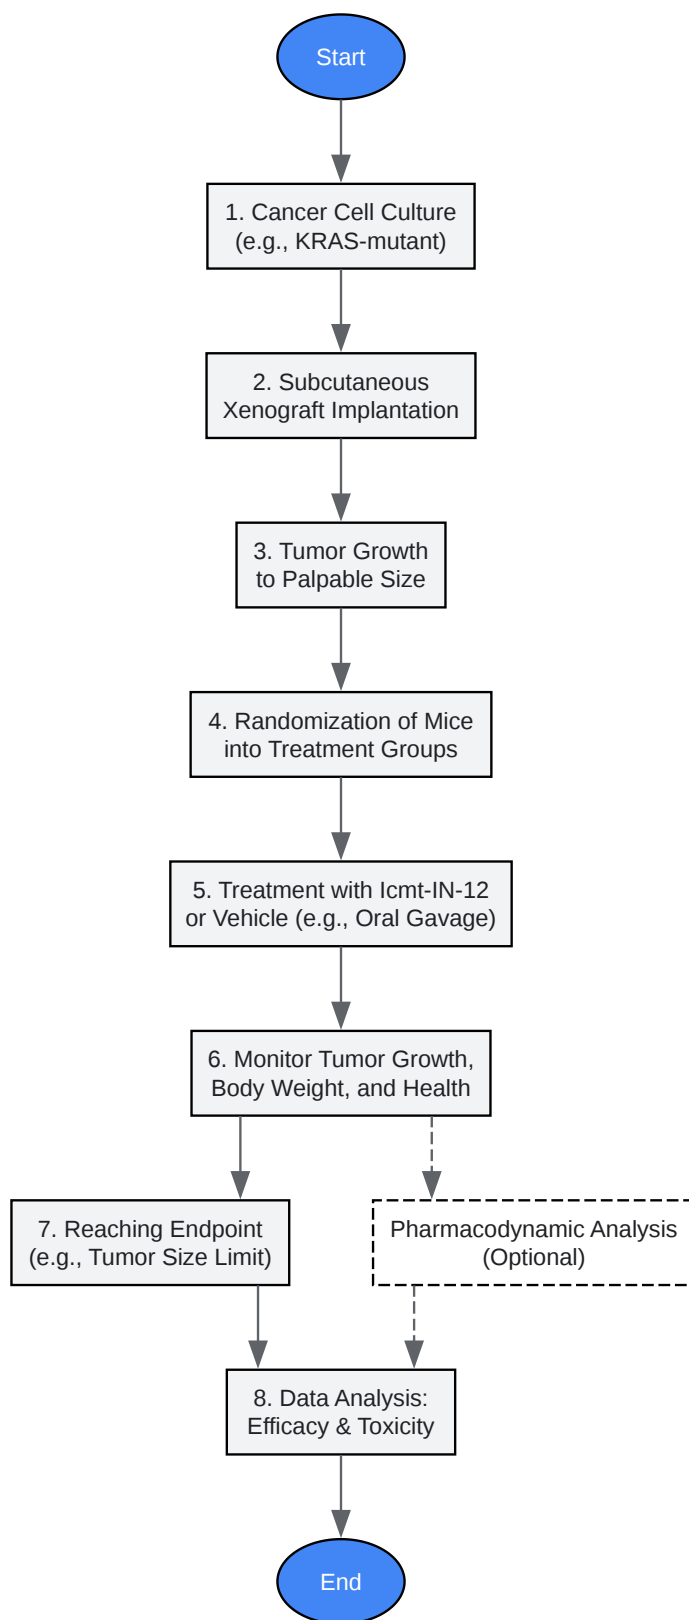 Start
1. Cancer Cell Culture
(e.g., KRAS-mutant)
2. Subcutaneous
Xenograft Implantation
3. Tumor Growth
to Palpable Size
4. Randomization of Mice
into Treatment Groups
5. Treatment with Icmt-IN-12
or Vehicle (e.g., Oral Gavage)
6. Monitor Tumor Growth,
Body Weight, and Health
7. Reaching Endpoint
(e.g., Tumor Size Limit)
Pharmacodynamic Analysis
(Optional)
8. Data Analysis:
Efficacy & Toxicity
End